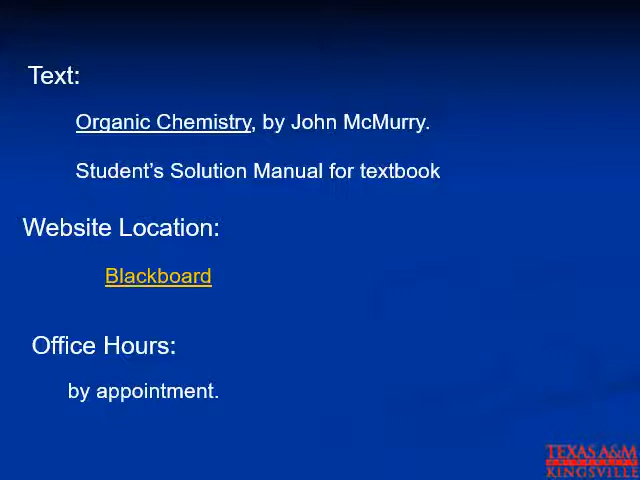 Text:
Organic Chemistry, by John McMurry.
Student’s Solution Manual for textbook
Website Location:
Blackboard
Office Hours:
by appointment.
TEXAS A&M
KINGSVILLE